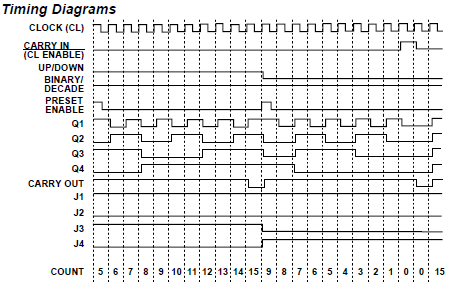 Timing Diagrams
CLOCK (CL)
CARRY IN
(CL ENABLE)
UP/DOWN
BINARY/
DECADE
PRESET
ENABLE
Q1
Q2
Q3
Q4
CARRY OUT
J1
J2
J3
J4
COUNT 5 6 7 8 9 10 11 12 13 14 15 9 8 7 6 5 4 3 2 1 0 0 15